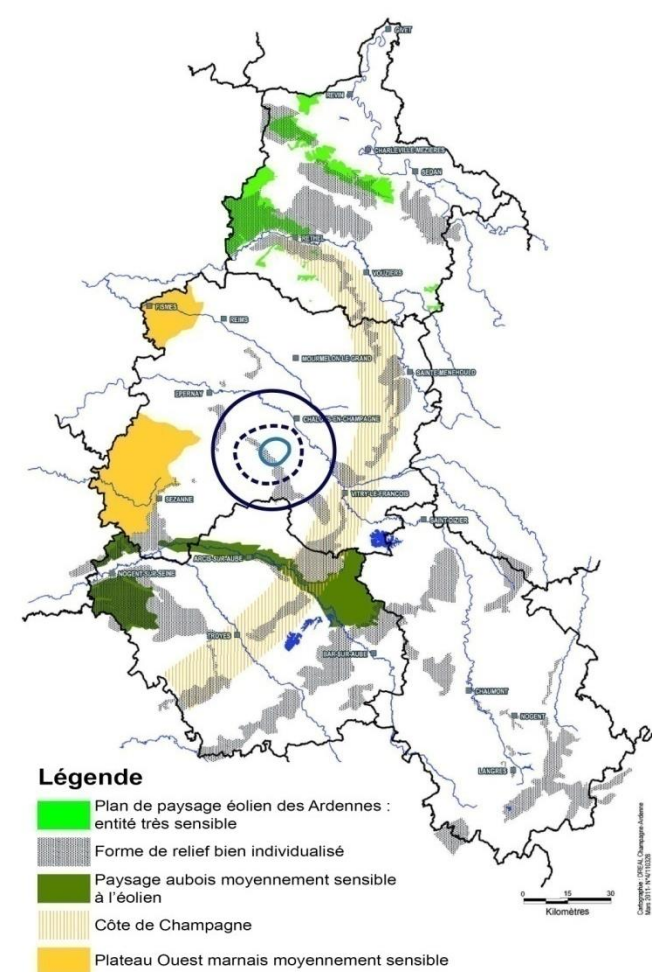 GIVET
REVIN
CHARLEVILLE-MEZIERES
SEDAN
RETHEL
VOUZIERS
FISMES
REIMS
MOURMELON-LE-GRAND
SAINTE-MENEHOULD
EPERNAY
CHALONS-EN-CHAMPAGNE
VITRY-LE-FRANCOIS
SEZANNE
SAINT-DIZIER
ARCIS-SUR-AUBE
NOGENT-SUR-SEINE
TROYES
BAR-SUR-AUBE
CHAUMONT
NOGENT
LANGRES
Légende
Plan de paysage éolien des Ardennes :
entité très sensible
Forme de relief bien individualisé
Paysage aubois moyennement sensible
à l'éolien
Côte de Champagne
Plateau Ouest marnais moyennement sensible
0 15 30
Kilomètres
Cartographie : DREAL Champagne-Ardenne